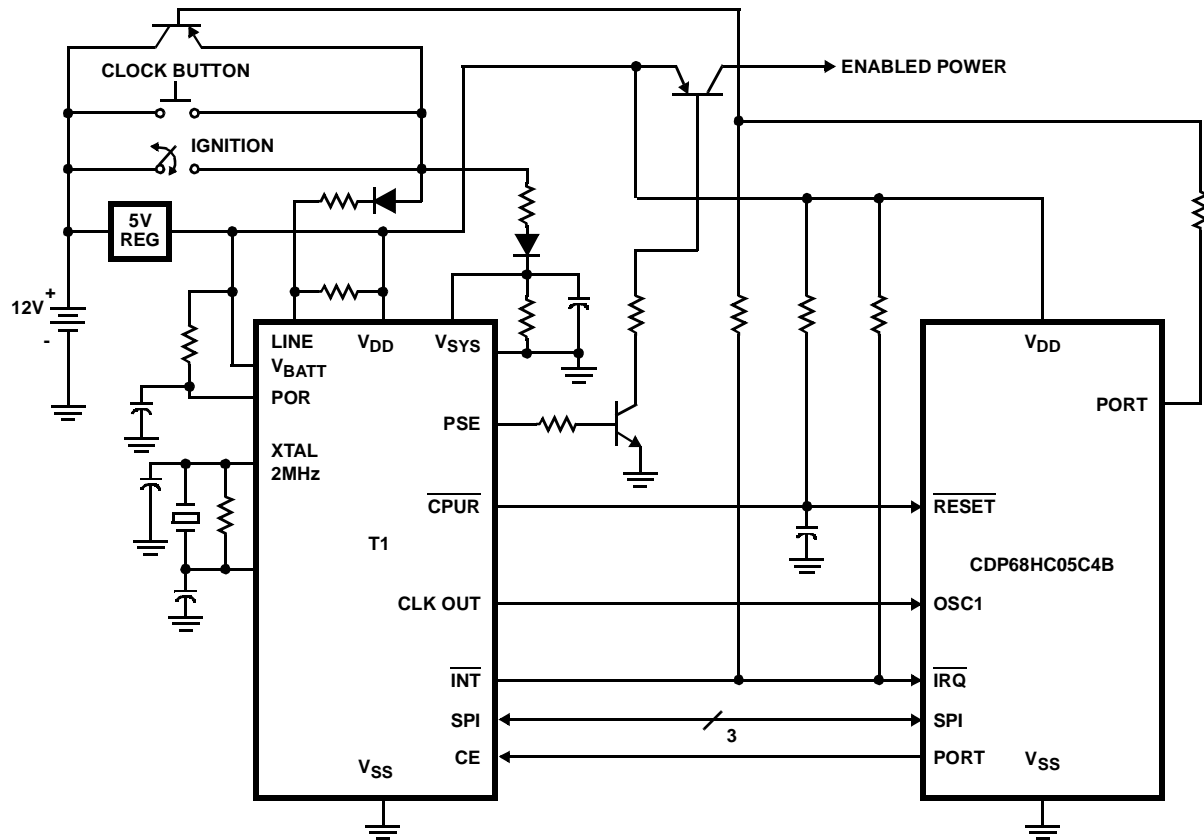 CLOCK BUTTON
ENABLED POWER
IGNITION
5V
REG
12V
+
-
LINE
VDD
VSYS
VBATT
POR
XTAL
2MHz
PSE
CPUR
T1
CLK OUT
INT
SPI
CE
VSS
3
VDD
PORT
RESET
CDP68HC05C4B
OSC1
IRQ
SPI
PORT
VSS